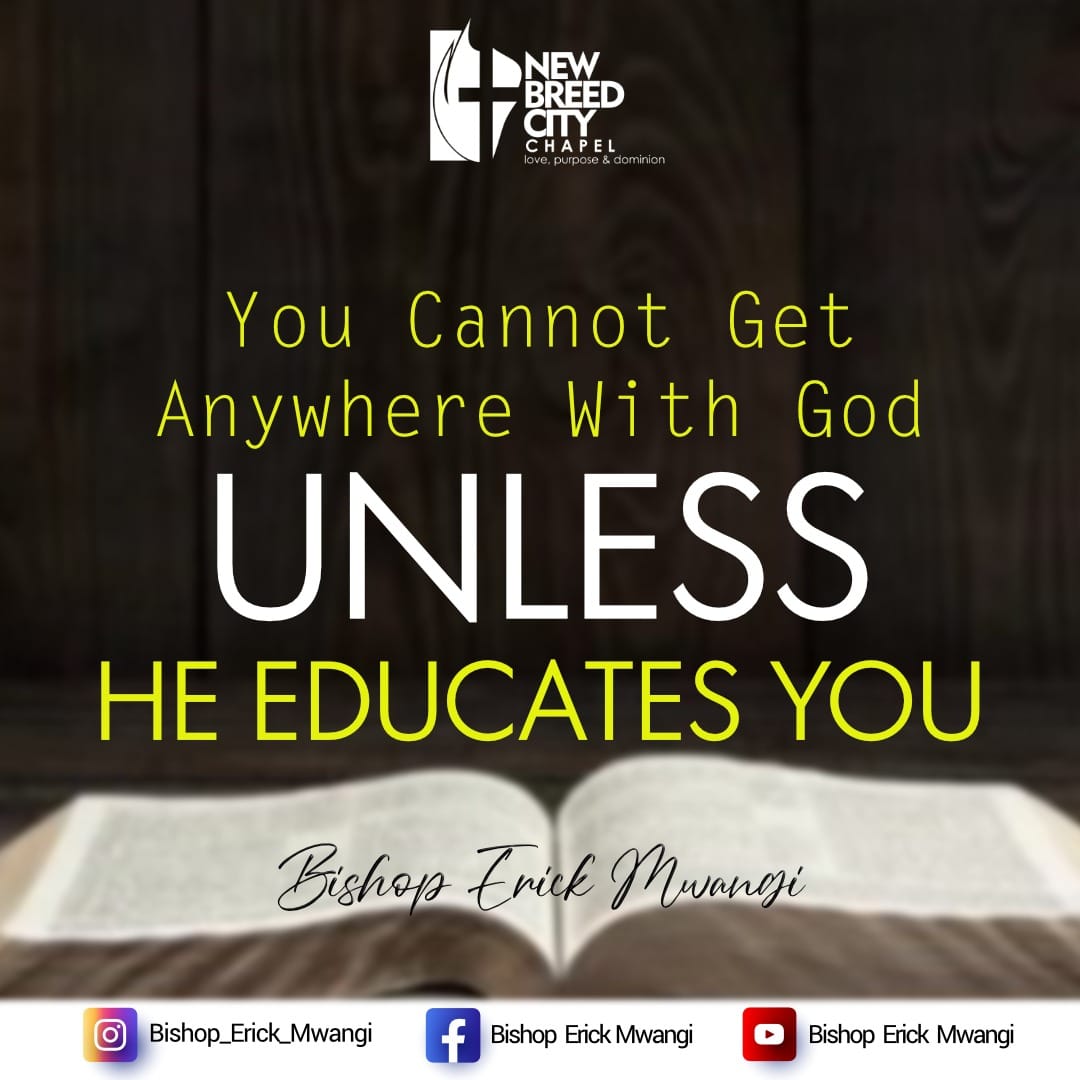 NEW
BREED
CITY
CHAPEL
love, purpose & dominion
You Cannot Get
Anywhere With God
UNLESS
HE EDUCATES YOU
Bishop Erick Mwangi
Bishop_Erick_Mwangi
Bishop Erick Mwangi
Bishop Erick Mwangi